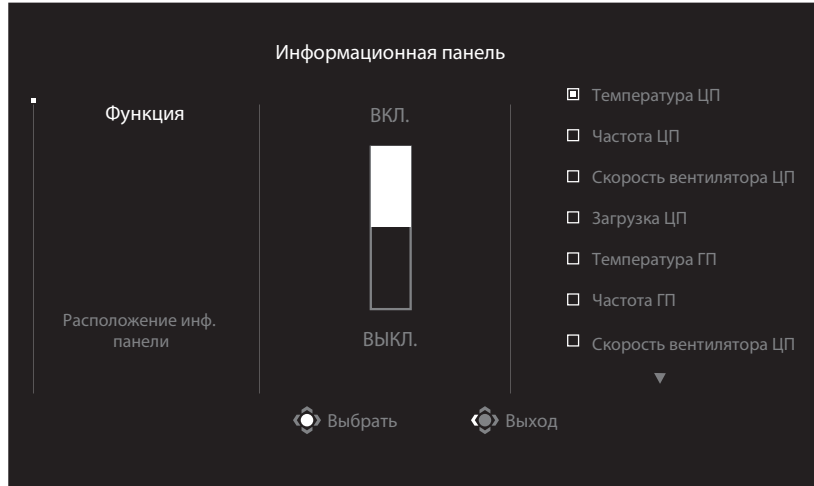 Информационная панель
Функция
Расположение инф.
панели
ВКЛ.
ВЫКЛ.
Температура ЦП
Частота ЦП
Скорость вентилятора ЦП
Загрузка ЦП
Температура ГП
Частота ГП
Скорость вентилятора ЦП
Выбрать
Выход